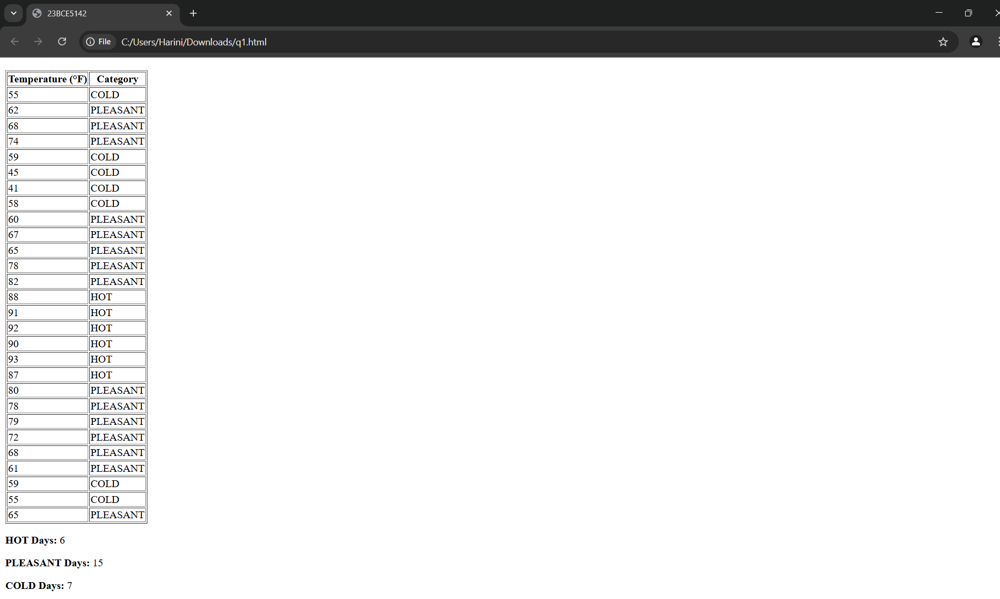 23BCE5142
File C:/Users/Harini/Downloads/q1.html
Temperature (°F) Category
55 COLD
62 PLEASANT
68 PLEASANT
74 PLEASANT
59 COLD
45 COLD
41 COLD
58 COLD
60 PLEASANT
67 PLEASANT
65 PLEASANT
78 PLEASANT
82 PLEASANT
88 HOT
91 HOT
92 HOT
90 HOT
93 HOT
87 HOT
80 PLEASANT
78 PLEASANT
79 PLEASANT
72 PLEASANT
68 PLEASANT
61 PLEASANT
59 COLD
55 COLD
65 PLEASANT
HOT Days: 6
PLEASANT Days: 15
COLD Days: 7